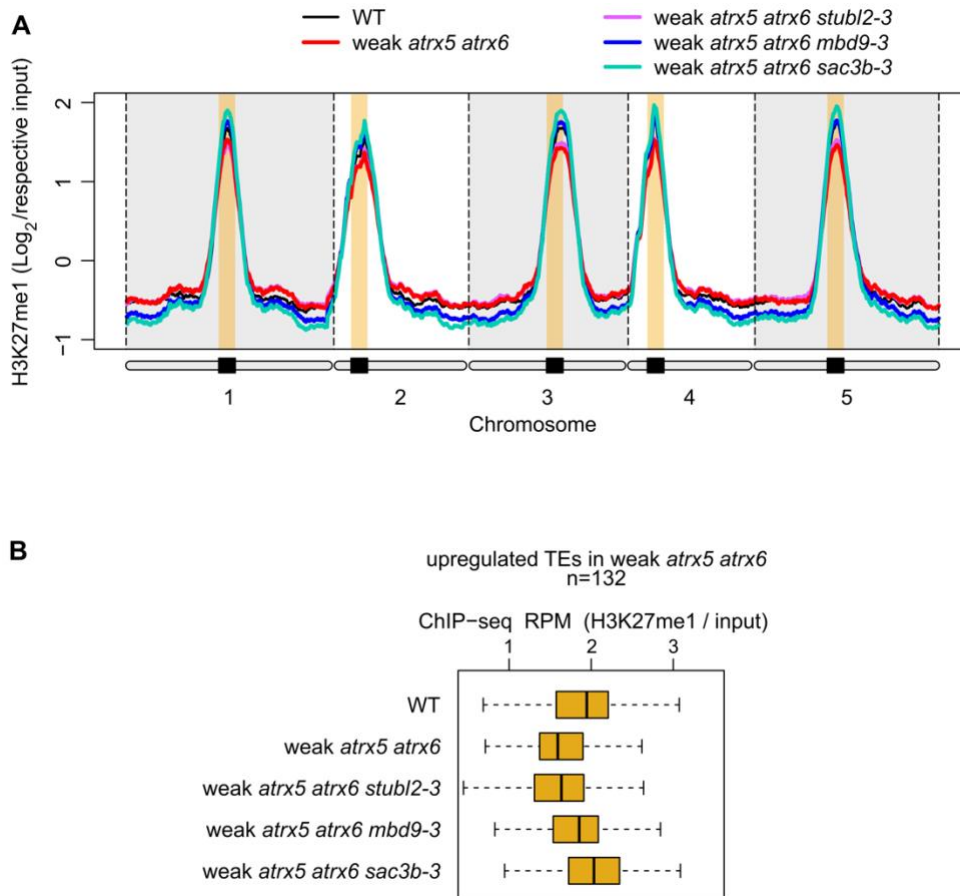 A
WT
weak atrx5 atrx6
weak atrx5 atrx6 stubl2-3
weak atrx5 atrx6 mbd9-3
weak atrx5 atrx6 sac3b-3
H3K27me1 (Log2/respective input)
2
1
0
−1
1 2 3 4 5
Chromosome
B
upregulated TEs in weak atrx5 atrx6
n=132
ChIP−seq RPM (H3K27me1 / input)
1 2 3
WT
weak atrx5 atrx6
weak atrx5 atrx6 stubl2-3
weak atrx5 atrx6 mbd9-3
weak atrx5 atrx6 sac3b-3